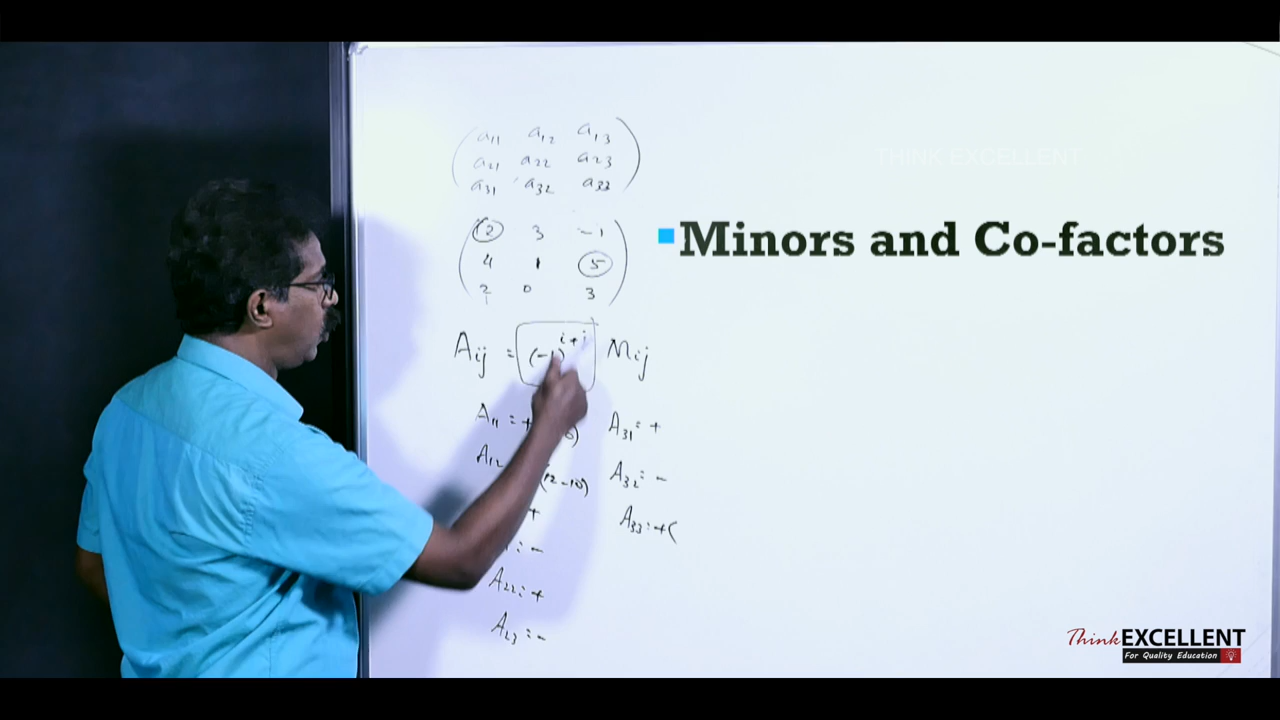 a11 a12 a13
a21 a22 a23
a31 a32 a33
2 3 -1
4 1 5
2 0 3
Aij = (-1)^i+j Mij
A11 = +
A12 (12-10)
+
: -
A22: +
A23: -
A31: +
A32: -
A33: +(
THINK EXCELLENT
Minors and Co-factors
Think EXCELLENT
For Quality Education